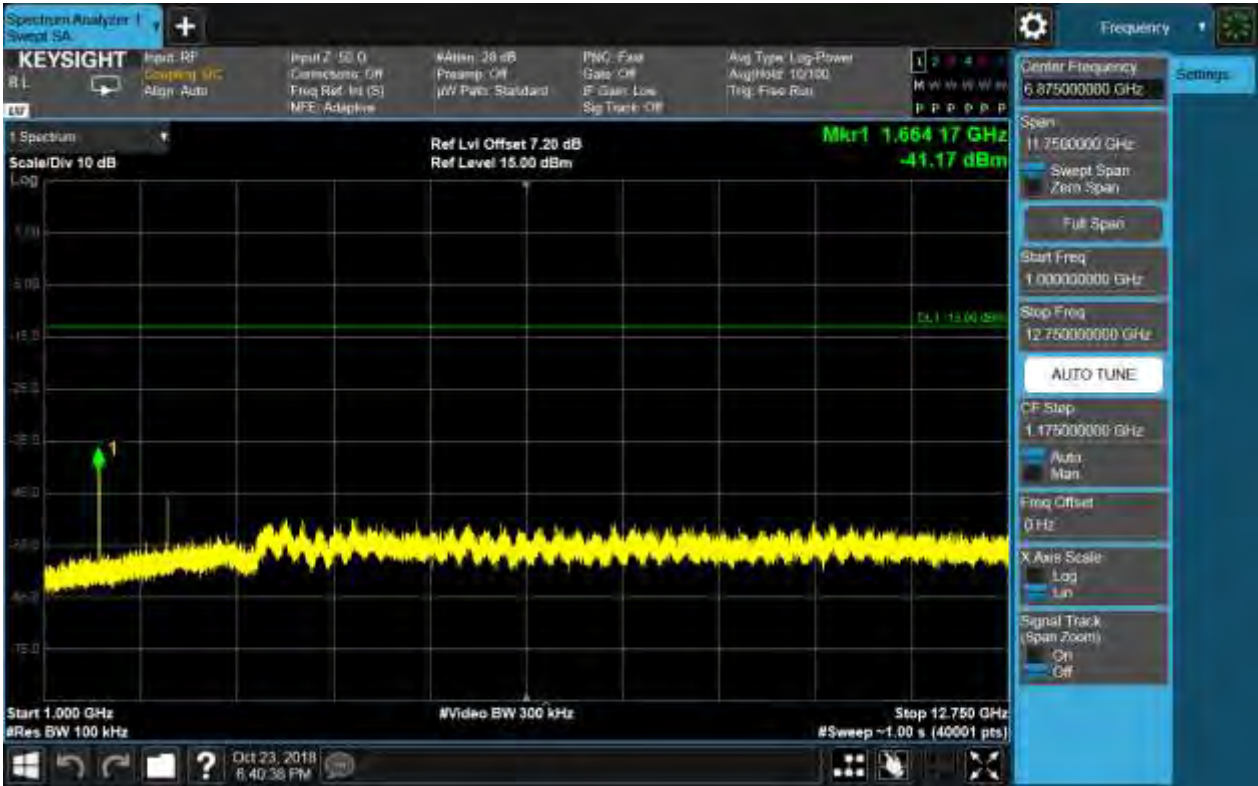 Spectrum Analyzer 1
Swept SA
+
Frequency
KEYSIGHT
R L
Input: RF
Coupling: DC
Align: Auto
Input Z: 50 Ω
Corrections: Off
Freq Ref: Int (S)
NFE: Adaptive
#Atten: 28 dB
Preamp: Off
µW Path: Standard
PNO: Fast
Gate: Off
IF Gain: Low
Sig Track: Off
Avg Type: Log-Power
Avg|Hold: 10/100
Trig: Free Run
M W W W W W
P P P P P P
1 Spectrum
Scale/Div 10 dB
Log
Ref Lvl Offset 7.20 dB
Ref Level 15.00 dBm
Mkr1 1.664 17 GHz
-41.17 dBm
-15.0
-75.0
1
Start 1.000 GHz
#Res BW 100 kHz
#Video BW 300 kHz
Stop 12.750 GHz
#Sweep ~1.00 s (40001 pts)
Center Frequency
6.875000000 GHz
Settings
Span
11.7500000 GHz
Swept Span
Zero Span
Full Span
Start Freq
1.000000000 GHz
Stop Freq
12.750000000 GHz
AUTO TUNE
CF Step
1.175000000 GHz
Auto
Man
Freq Offset
0 Hz
X Axis Scale
Log
Lin
Signal Track
(Span Zoom)
On
Off
?
Oct 23, 2018
6:40:38 PM